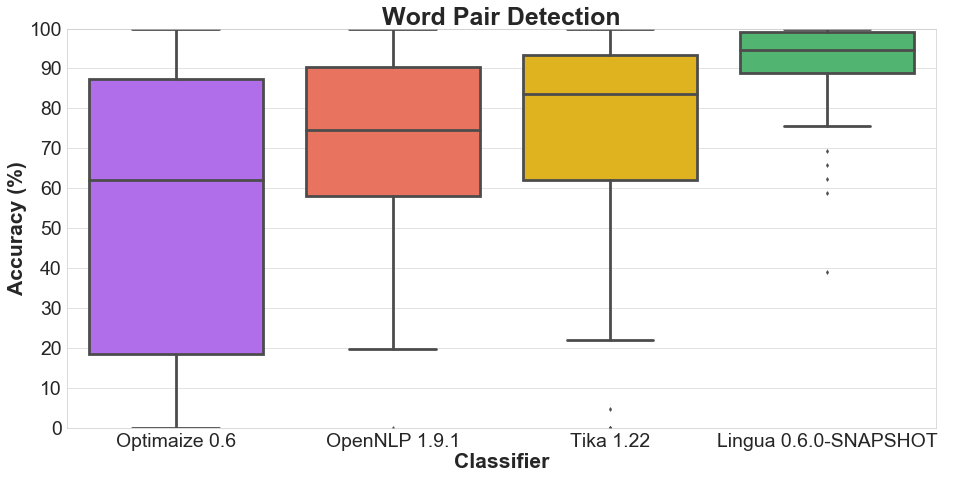 Word Pair Detection
Accuracy (%)
100
90
80
70
60
50
40
30
20
10
0
Optimaize 0.6
OpenNLP 1.9.1
Tika 1.22
Lingua 0.6.0-SNAPSHOT
Classifier